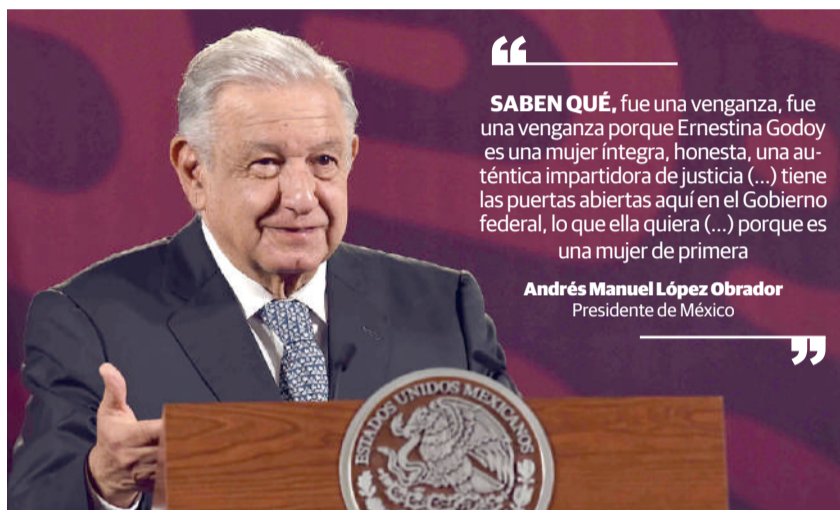 “
SABEN QUÉ, fue una venganza, fue
una venganza porque Ernestina Godoy
es una mujer íntegra, honesta, una au-
téntica impartidora de justicia (...) tiene
las puertas abiertas aquí en el Gobierno
federal, lo que ella quiera (...) porque es
una mujer de primera
Andrés Manuel López Obrador
Presidente de México
”
ESTADOS UNIDOS MEXICANOS